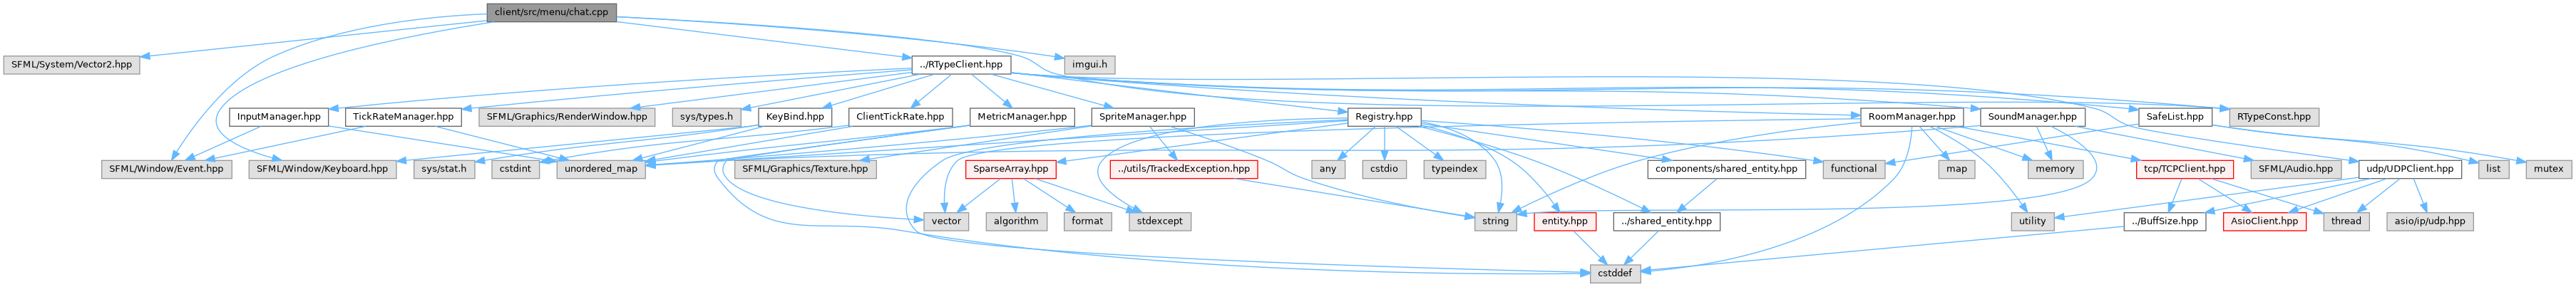 client/src/menu/chat.cpp
SFML/System/Vector2.hpp
../RTypeClient.hpp
imgui.h
InputManager.hpp
TickRateManager.hpp
SFML/Graphics/RenderWindow.hpp
sys/types.h
KeyBind.hpp
ClientTickRate.hpp
MetricManager.hpp
SpriteManager.hpp
Registry.hpp
RoomManager.hpp
SoundManager.hpp
SafeList.hpp
RTypeConst.hpp
SFML/Window/Event.hpp
SFML/Window/Keyboard.hpp
sys/stat.h
cstdint
unordered_map
SFML/Graphics/Texture.hpp
SparseArray.hpp
../utils/TrackedException.hpp
any
cstdio
typeindex
components/shared_entity.hpp
functional
map
memory
tcp/TCPClient.hpp
SFML/Audio.hpp
udp/UDPClient.hpp
list
mutex
vector
algorithm
format
stdexcept
string
entity.hpp
../shared_entity.hpp
utility
../BuffSize.hpp
AsioClient.hpp
thread
asio/ip/udp.hpp
cstddef